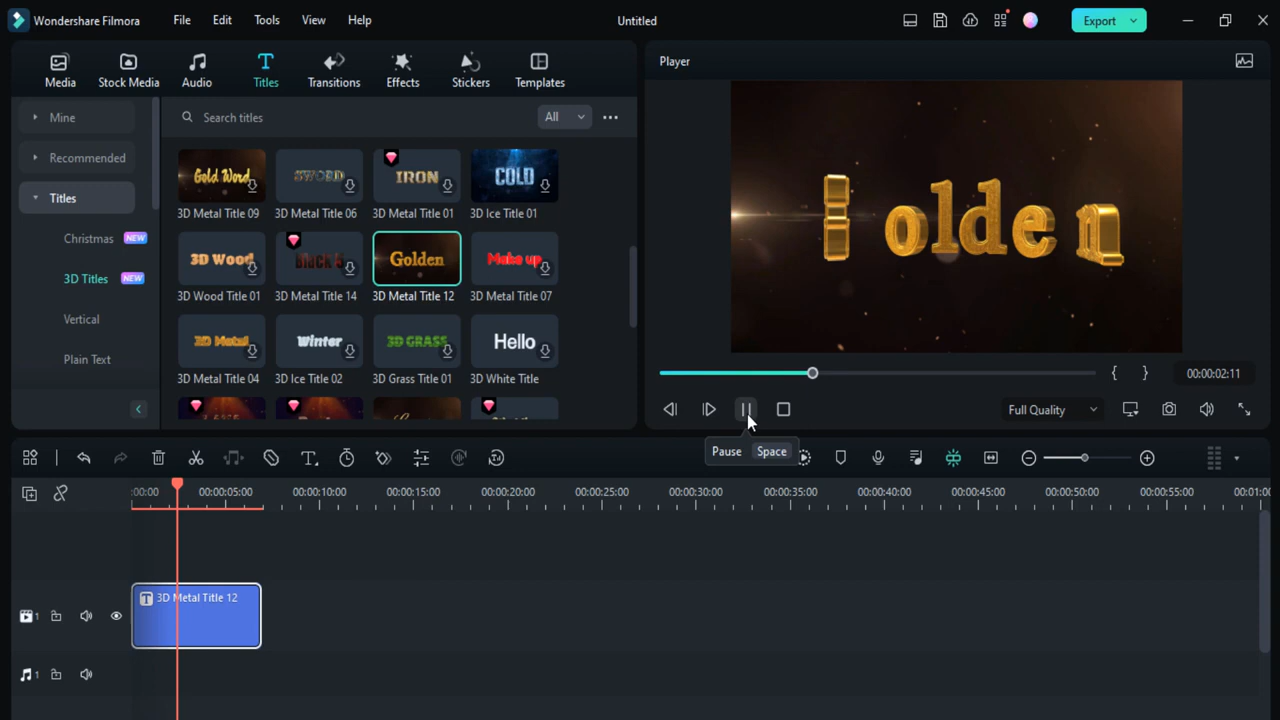 Wondershare Filmora File Edit Tools View Help Untitled Export
Media Stock Media Audio Titles Transitions Effects Stickers Templates
Player
Mine
Recommended
Titles
Christmas NEW
3D Titles NEW
Vertical
Plain Text
Search titles All
Gold Word SWORD IRON COLD
3D Metal Title 09 3D Metal Title 06 3D Metal Title 01 3D Ice Title 01
3D Wood Golden Make up
3D Wood Title 01 3D Metal Title 14 3D Metal Title 12 3D Metal Title 07
3D Metal Winter 3D GRASS Hello
3D Metal Title 04 3D Ice Title 02 3D Grass Title 01 3D White Title
olden
{ } 00:00:02:11
Full Quality
Pause Space
:00:00 00:00:05:00 00:00:10:00 00:00:15:00 00:00:20:00 00:00:25:00 00:00:30:00 00:00:35:00 00:00:40:00 00:00:45:00 00:00:50:00 00:00:55:00 00:01:00
T 3D Metal Title 12
1
1